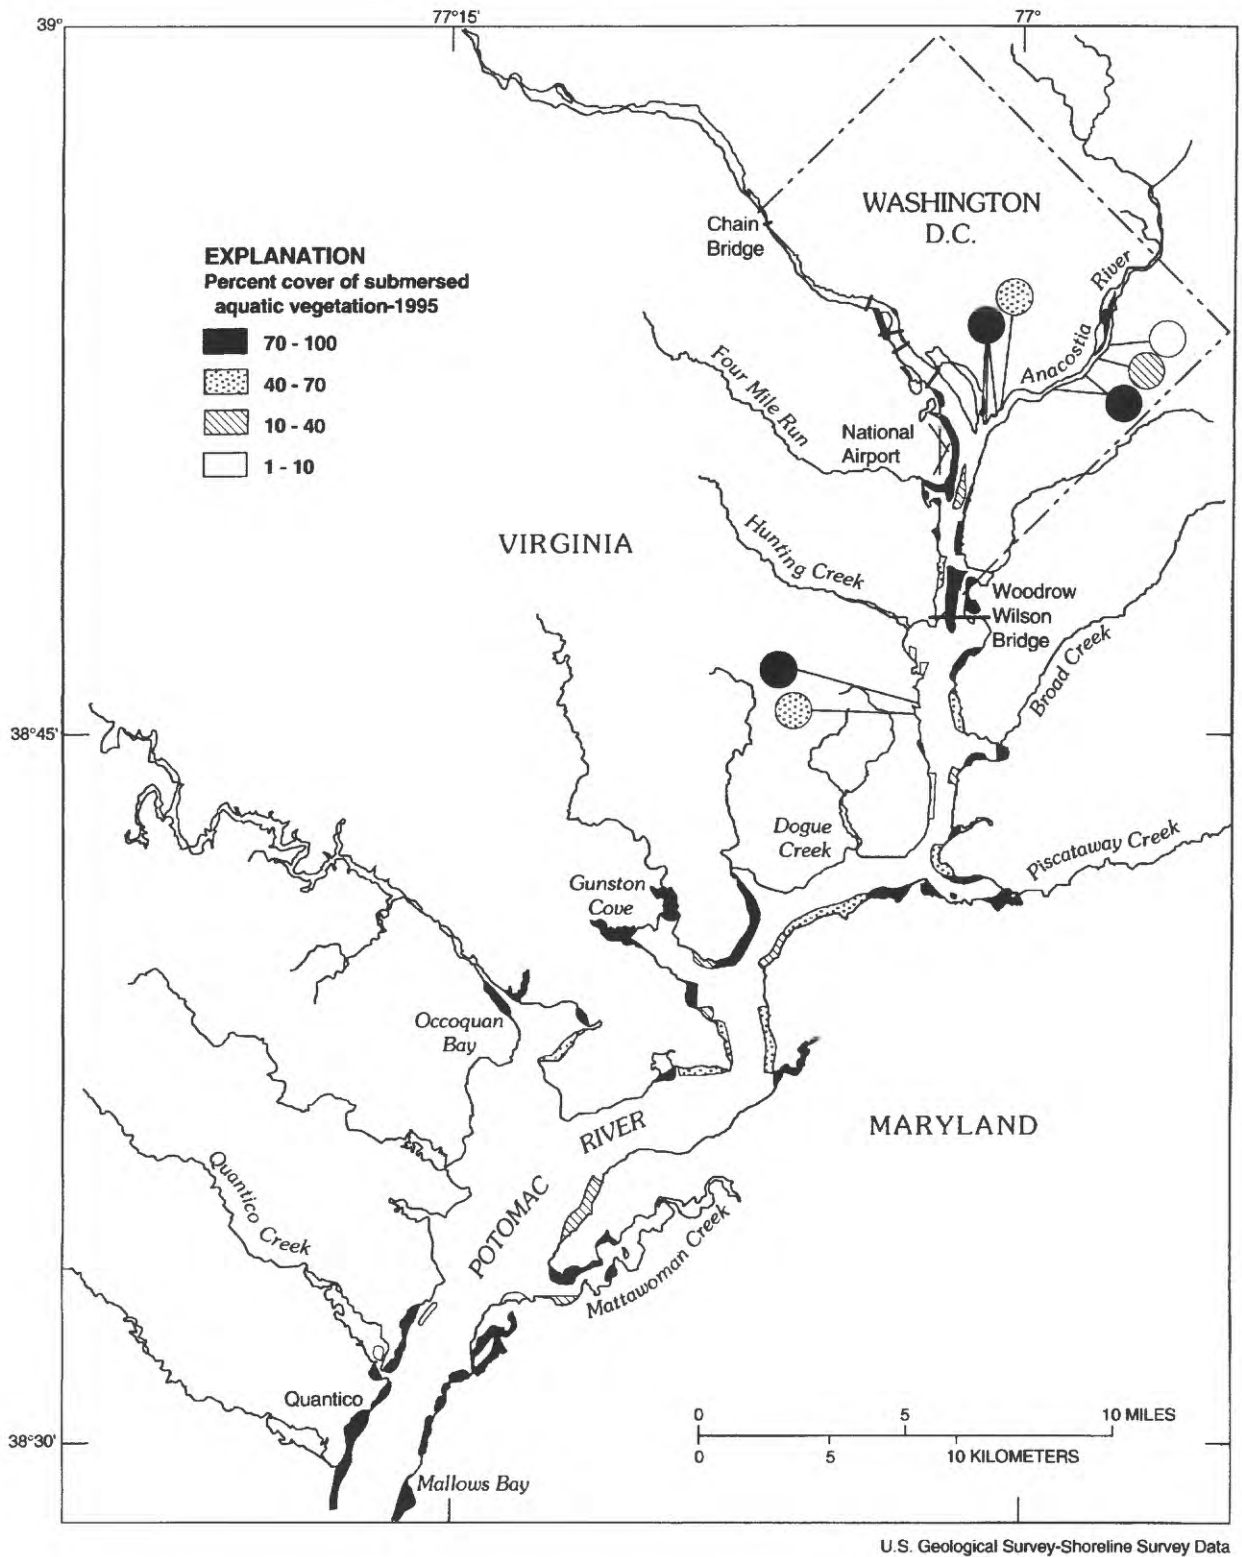 39°
77°15'
77°
WASHINGTON
D.C.
Chain
Bridge
EXPLANATION
Percent cover of submersed
aquatic vegetation-1995
70 - 100
40 - 70
10 - 40
1 - 10
River
Anacostia
Four Mile Run
National
Airport
VIRGINIA
Hunting Creek
Woodrow
Wilson
Bridge
Broad Creek
38°45'
Dogue
Creek
Piscataway Creek
Gunston
Cove
Occoquan
Bay
RIVER
MARYLAND
POTOMAC
Quantico
Creek
Mattawoman Creek
Quantico
0 5 10 MILES
0 5 10 KILOMETERS
38°30'
Mallows Bay
U.S. Geological Survey-Shoreline Survey Data